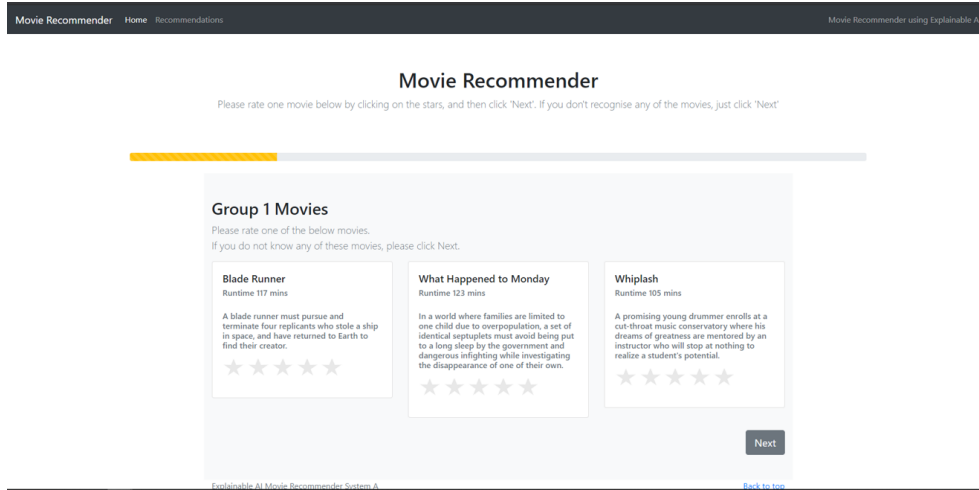 Movie Recommender Home Recommendations Movie Recommender using Explainable A
Movie Recommender
Please rate one movie below by clicking on the stars, and then click 'Next'. If you don't recognise any of the movies, just click 'Next'
Group 1 Movies
Please rate one of the below movies.
If you do not know any of these movies, please click Next.
Blade Runner
Runtime 117 mins
A blade runner must pursue and
terminate four replicants who stole a ship
in space, and have returned to Earth to
find their creator.
What Happened to Monday
Runtime 123 mins
In a world where families are limited to
one child due to overpopulation, a set of
identical septuplets must avoid being put
to a long sleep by the government and
dangerous infighting while investigating
the disappearance of one of their own.
Whiplash
Runtime 105 mins
A promising young drummer enrolls at a
cut-throat music conservatory where his
dreams of greatness are mentored by an
instructor who will stop at nothing to
realize a student's potential.
Next
Explainable AI Movie Recommender System A
Back to top